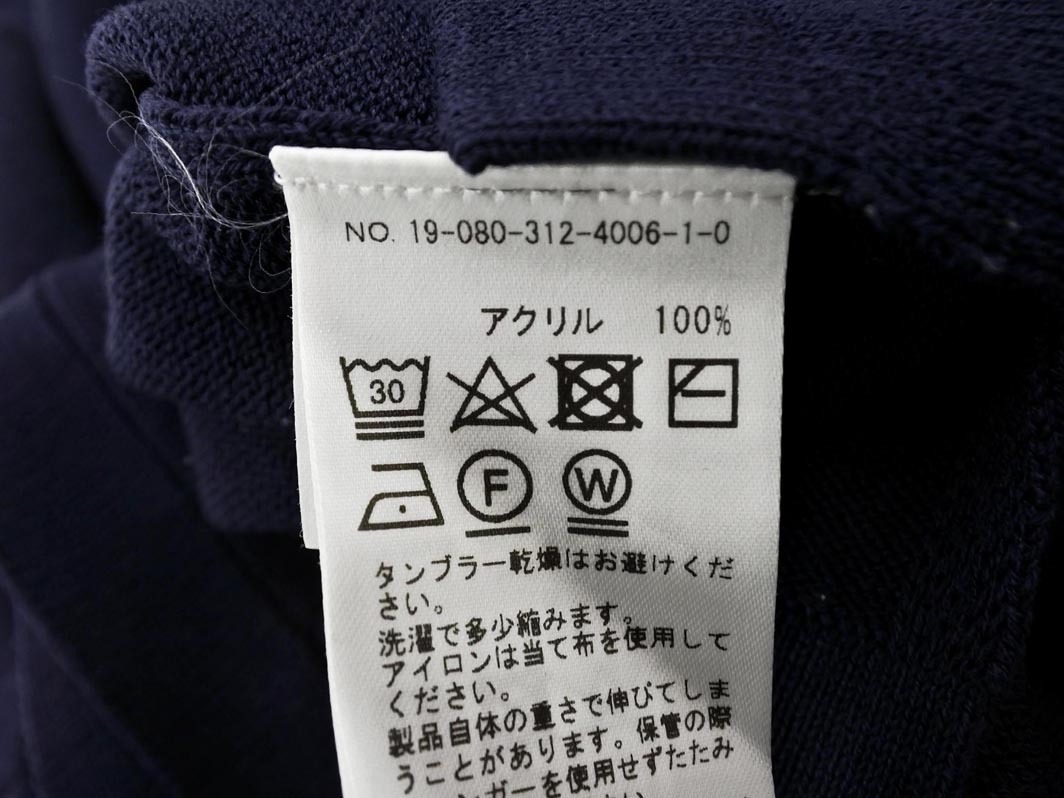 NO. 19-080-312-4006-1-0
アクリル 100%
30
F W
タンブラー乾燥はお避けくだ
さい。
洗濯で多少縮みます。
アイロンは当て布を使用して
ください。
製品自体の重さで伸びてしま
うことがあります。保管の際
ンガーを使用せずたたみ